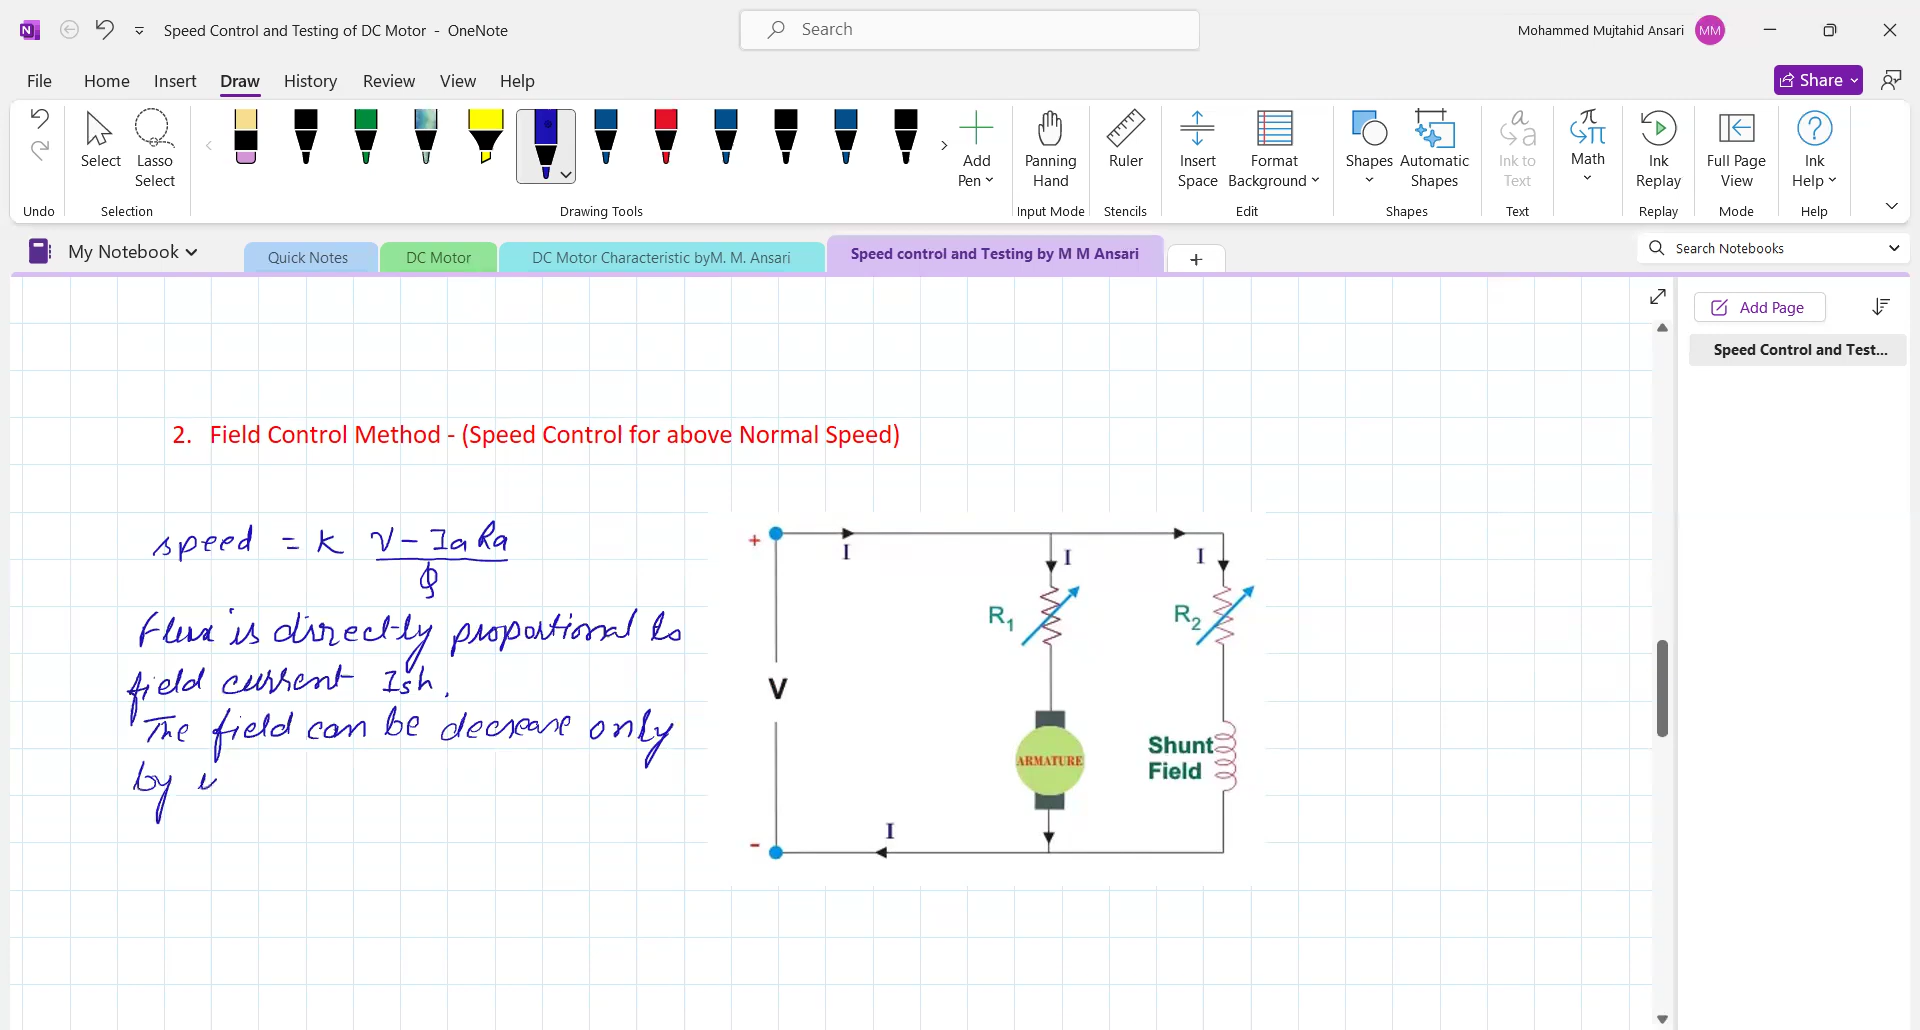 Speed Control and Testing of DC Motor - OneNote
Search
Mohammed Mujtahid Ansari MM
File Home Insert Draw History Review View Help
Share
Select
Lasso Select
Add Pen
Panning Hand
Ruler
Insert Space
Format Background
Shapes
Automatic Shapes
Ink to Text
Math
Ink Replay
Full Page View
Ink Help
Undo Selection Drawing Tools Input Mode Stencils Edit Shapes Text Replay Mode Help
My Notebook Quick Notes DC Motor DC Motor Characteristic byM. M. Ansari Speed control and Testing by M M Ansari + Search Notebooks
Add Page
Speed Control and Test...
2. Field Control Method - (Speed Control for above Normal Speed)
speed = K V - Ia Ra
ϕ
Flux is directly proportional to
field current Ish.
The field can be decrease only
by
+ I I I
R1 R2
V
ARMATURE
Shunt
Field
I
-